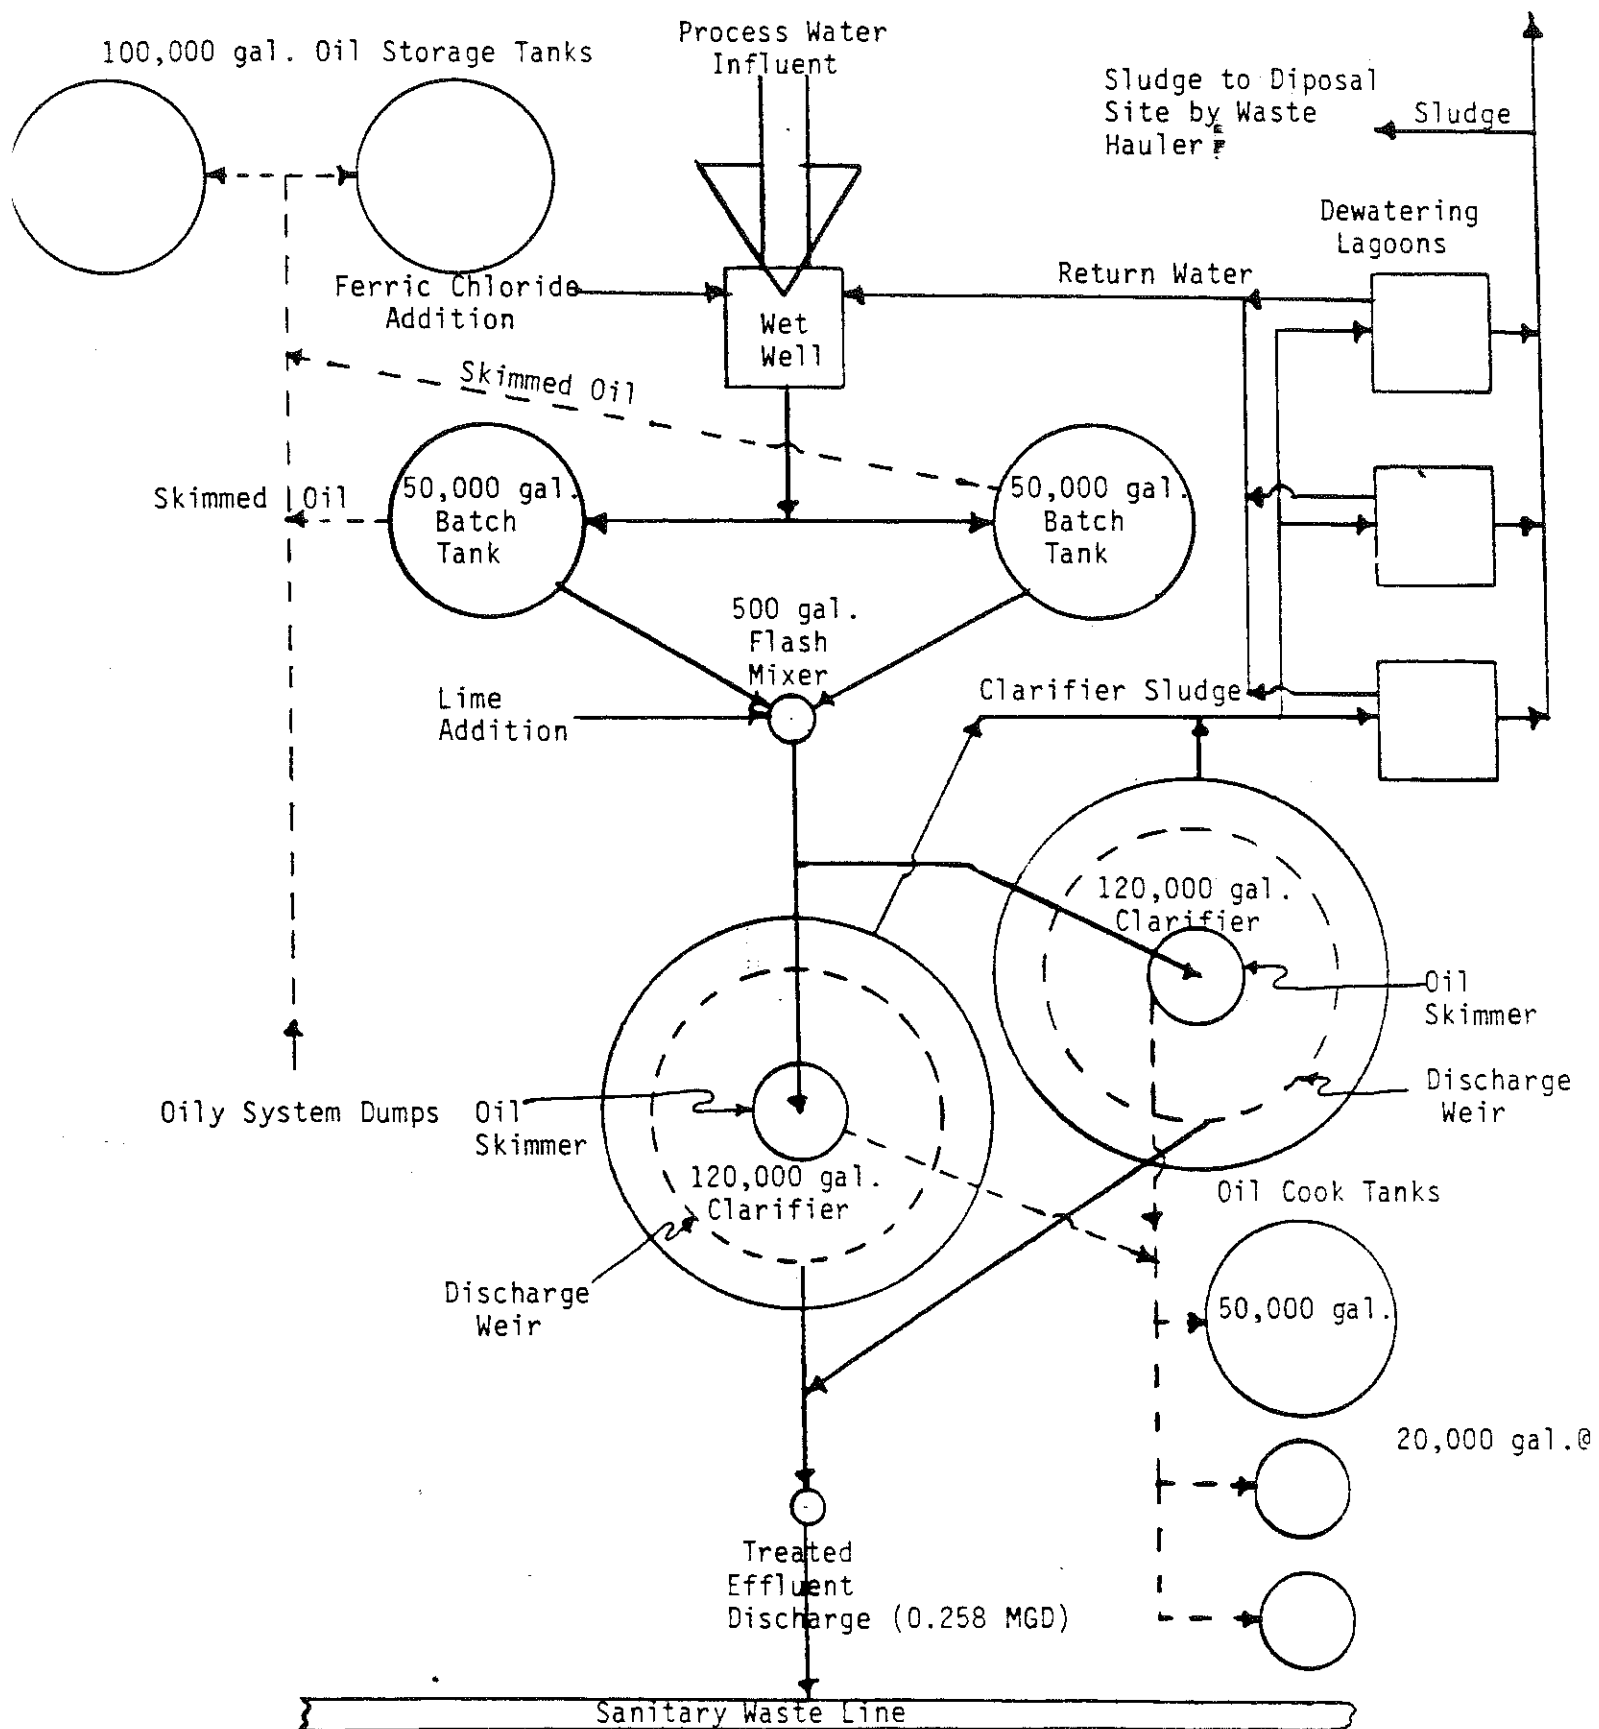 100,000 gal. Oil Storage Tanks
Process Water
Influent
Sludge to Diposal
Site by Waste
Hauler
Sludge
Dewatering
Lagoons
Return Water
Ferric Chloride
Addition
Wet
Well
Skimmed Oil
Skimmed Oil
50,000 gal.
Batch
Tank
50,000 gal.
Batch
Tank
500 gal.
Flash
Mixer
Lime
Addition
Clarifier Sludge
120,000 gal.
Clarifier
Oil
Skimmer
Discharge
Weir
Oily System Dumps
Oil
Skimmer
120,000 gal.
Clarifier
Discharge
Weir
Oil Cook Tanks
50,000 gal.
20,000 gal.@
Treated
Effluent
Discharge (0.258 MGD)
Sanitary Waste Line